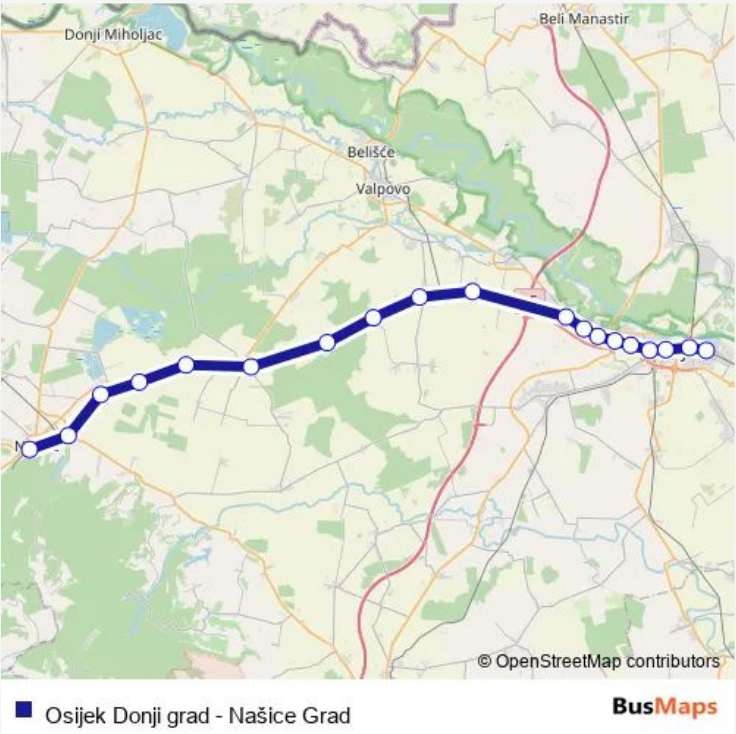 Beli Manastir
Donji Miholjac
Belišće
Valpovo
N
© OpenStreetMap contributors
Osijek Donji grad - Našice Grad
BusMaps